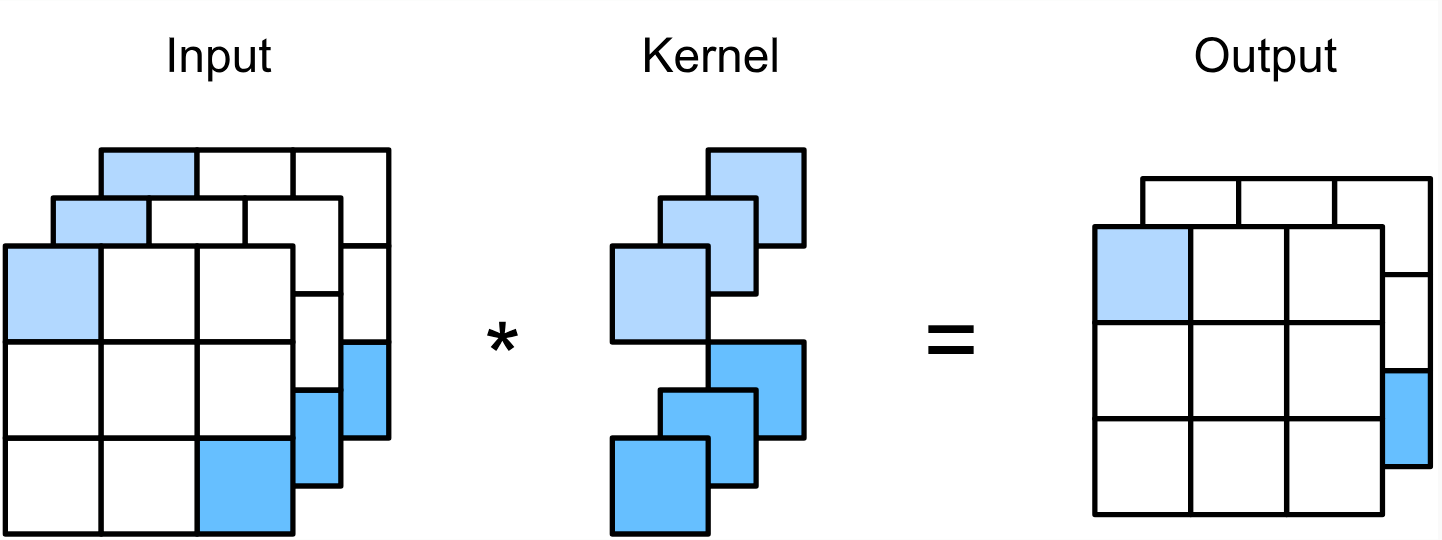 Input
Kernel
Output
*
=